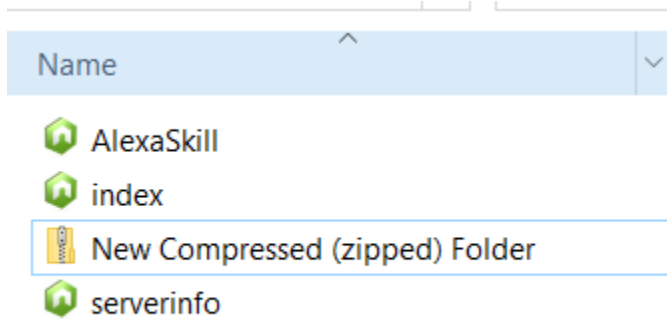 Name
AlexaSkill
index
New Compressed (zipped) Folder
serverinfo